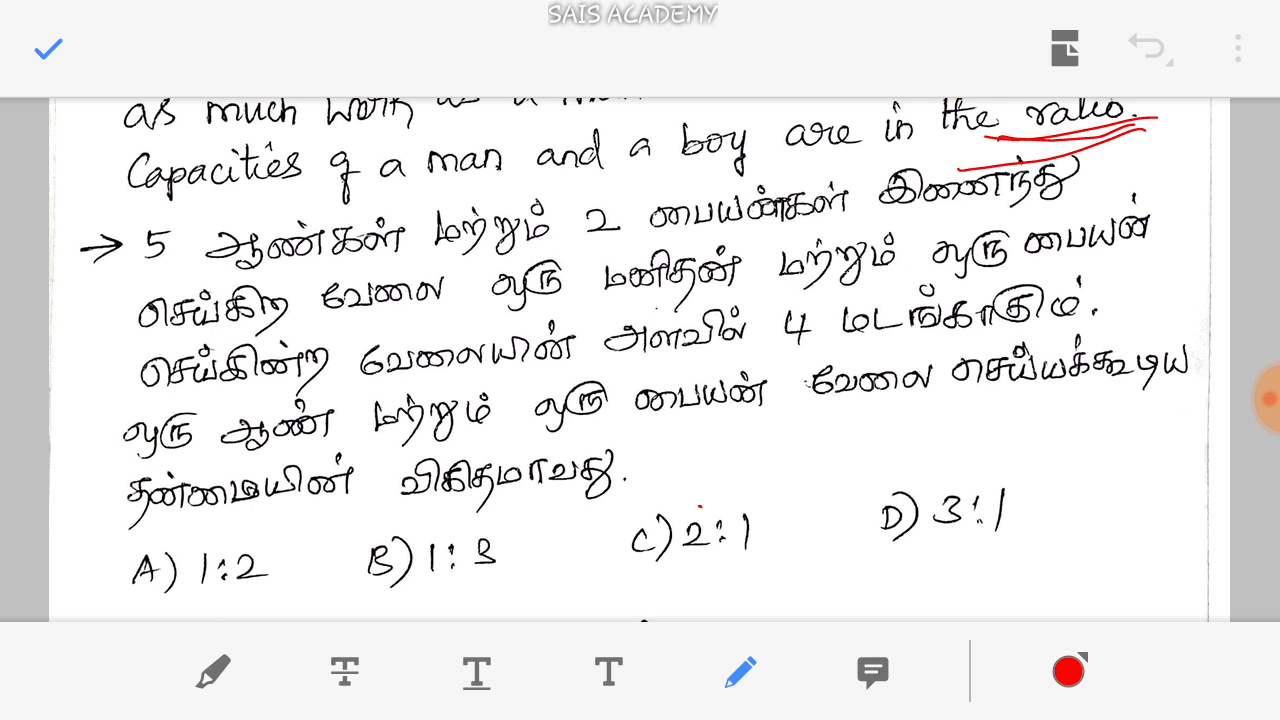 SAIS ACADEMY
as much work as a
Capacities of a man and a boy are in the ratio.
→ 5 ஆண்கள் மற்றும் 2 பையன்கள் இணைந்து
செய்கிற வேலை ஒரு மனிதன் மற்றும் ஒரு பையன்
செய்கின்ற வேலையின் அளவில் 4 மடங்காகும்.
ஒரு ஆண் மற்றும் ஒரு பையன் வேலை செய்யக்கூடிய
தன்மையின் விகிதமாவது.
A) 1:2 B) 1:3 C) 2:1 D) 3:1